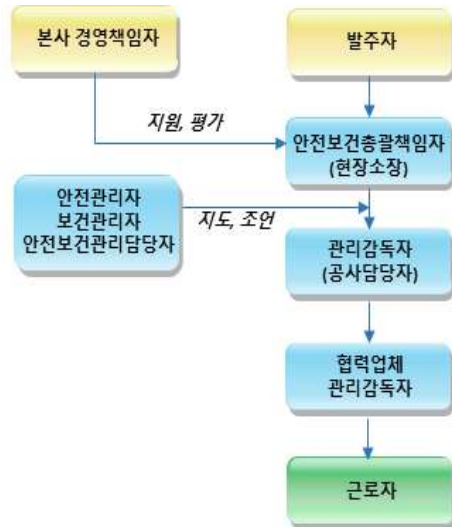 본사 경영책임자
발주자
지원, 평가
안전보건총괄책임자
(현장소장)
안전관리자
보건관리자
안전보건관리담당자
지도, 조언
관리감독자
(공사담당자)
협력업체
관리감독자
근로자